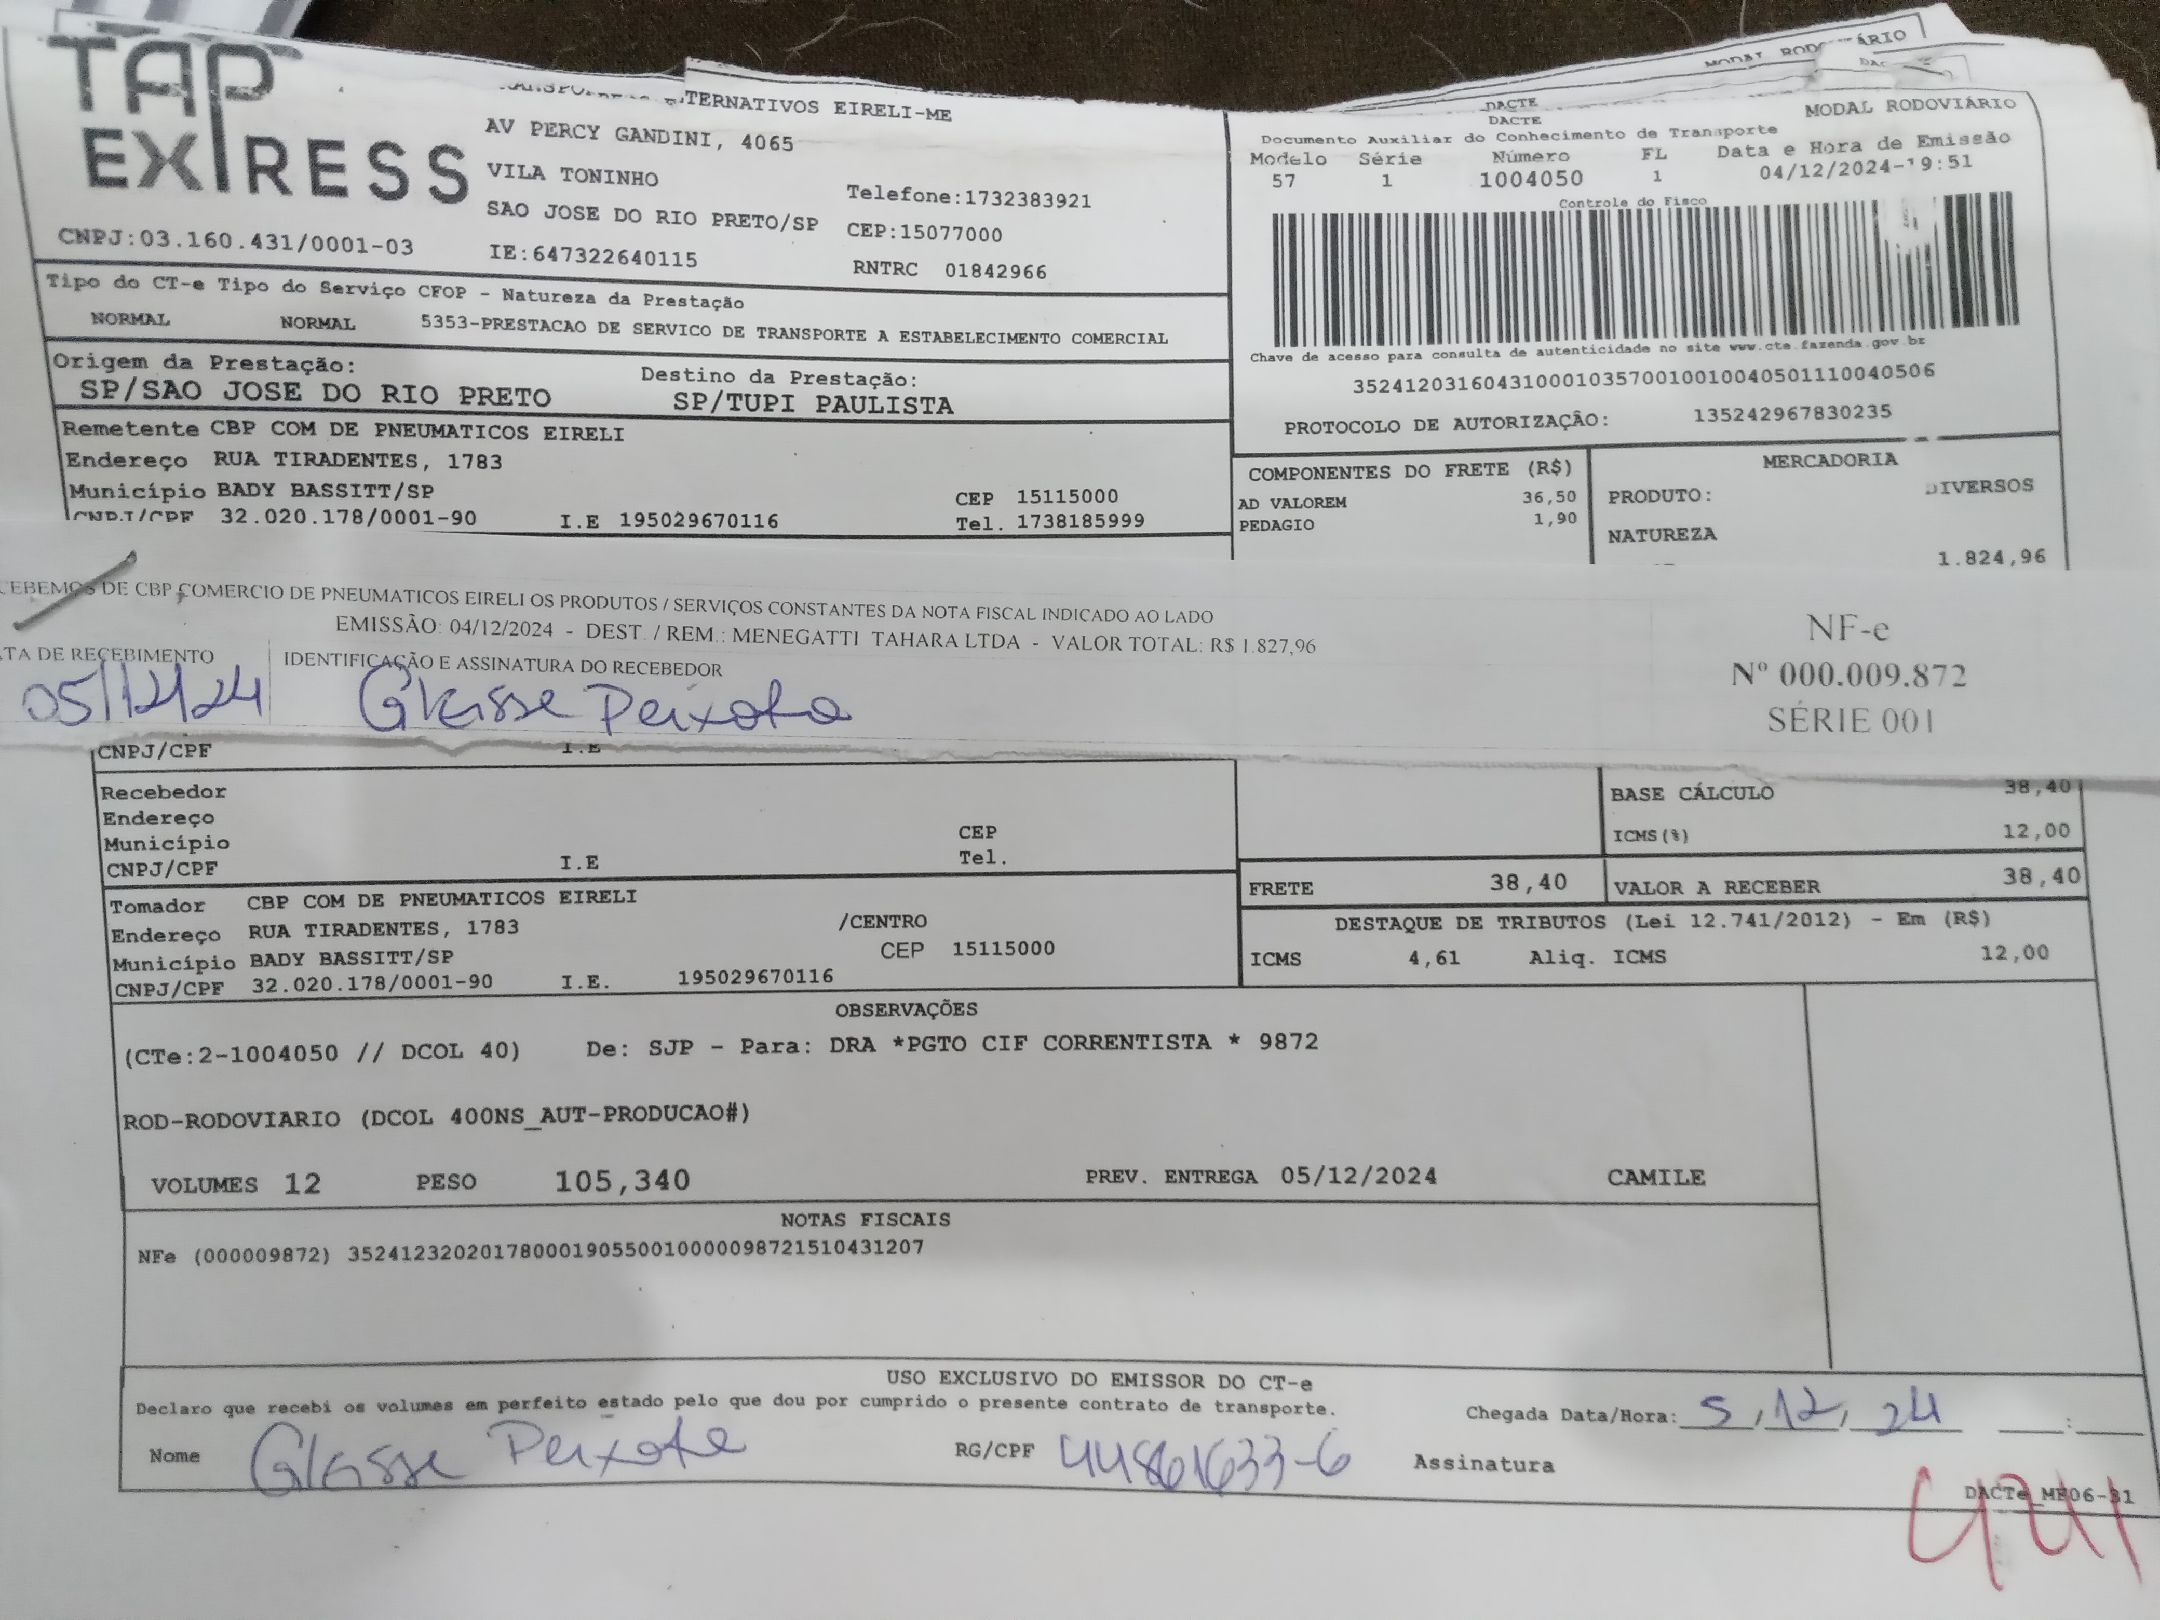 TAP
EXPRESS
TERNATIVOS EIRELI-ME
AV PERCY GANDINI, 4065
VILA TONINHO
Telefone:1732383921
SAO JOSE DO RIO PRETO/SP CEP:15077000
CNPJ:03.160.431/0001-03 IE:647322640115 RNTRC 01842966
DACTE
MODAL RODOVIÁRIO
DACTE
Documento Auxiliar do Conhecimento de Transporte
Modelo Série Número FL Data e Hora de Emissão
57 1 1004050 1 04/12/2024-19:51
Controle do Fisco
Chave de acesso para consulta de autenticidade no site www.cte.fazenda.gov.br
35241203160431000103570010010040501110040506
PROTOCOLO DE AUTORIZAÇÃO: 135242967830235
Tipo do CT-e Tipo do Serviço CFOP - Natureza da Prestação
NORMAL NORMAL 5353-PRESTACAO DE SERVICO DE TRANSPORTE A ESTABELECIMENTO COMERCIAL
Origem da Prestação: Destino da Prestação:
SP/SAO JOSE DO RIO PRETO SP/TUPI PAULISTA
Remetente CBP COM DE PNEUMATICOS EIRELI
Endereço RUA TIRADENTES, 1783
Município BADY BASSITT/SP CEP 15115000
CNPJ/CPF 32.020.178/0001-90 I.E 195029670116 Tel. 1738185999
COMPONENTES DO FRETE (R$)
AD VALOREM 36,50
PEDAGIO 1,90
MERCADORIA
PRODUTO: DIVERSOS
NATUREZA
1.824,96
CEBEMOS DE CBP COMERCIO DE PNEUMATICOS EIRELI OS PRODUTOS / SERVIÇOS CONSTANTES DA NOTA FISCAL INDICADO AO LADO
EMISSÃO: 04/12/2024 - DEST. / REM.: MENEGATTI TAHARA LTDA - VALOR TOTAL: R$ 1.827,96
TA DE RECEBIMENTO IDENTIFICAÇÃO E ASSINATURA DO RECEBEDOR
05/12/24 Gleisse Peixoto
NF-e
Nº 000.009.872
SÉRIE 001
CNPJ/CPF I.E
Recebedor
Endereço
Município CEP
CNPJ/CPF I.E Tel.
BASE CÁLCULO 38,40
ICMS(%) 12,00
FRETE 38,40 VALOR A RECEBER 38,40
Tomador CBP COM DE PNEUMATICOS EIRELI
Endereço RUA TIRADENTES, 1783 /CENTRO
Município BADY BASSITT/SP CEP 15115000
CNPJ/CPF 32.020.178/0001-90 I.E. 195029670116
DESTAQUE DE TRIBUTOS (Lei 12.741/2012) - Em (R$)
ICMS 4,61 Aliq. ICMS 12,00
OBSERVAÇÕES
(CTe:2-1004050 // DCOL 40) De: SJP - Para: DRA *PGTO CIF CORRENTISTA * 9872
ROD-RODOVIARIO (DCOL 400NS_AUT-PRODUCAO#)
VOLUMES 12 PESO 105,340 PREV. ENTREGA 05/12/2024 CAMILE
NOTAS FISCAIS
NFe (000009872) 35241232020178000190550010000098721510431207
USO EXCLUSIVO DO EMISSOR DO CT-e
Declaro que recebi os volumes em perfeito estado pelo que dou por cumprido o presente contrato de transporte.
Chegada Data/Hora: 5/12/24 :
Nome Gleisse Peixoto RG/CPF 44861633-6 Assinatura
DACTe_MF06-31